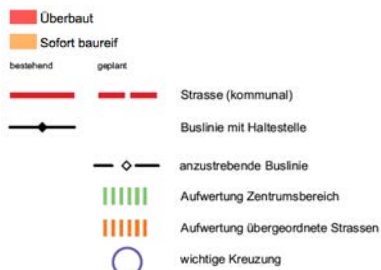 Überbaut
Sofort baureif
bestehend geplant
Strasse (kommunal)
Buslinie mit Haltestelle
anzustrebende Buslinie
Aufwertung Zentrumsbereich
Aufwertung übergeordnete Strassen
wichtige Kreuzung